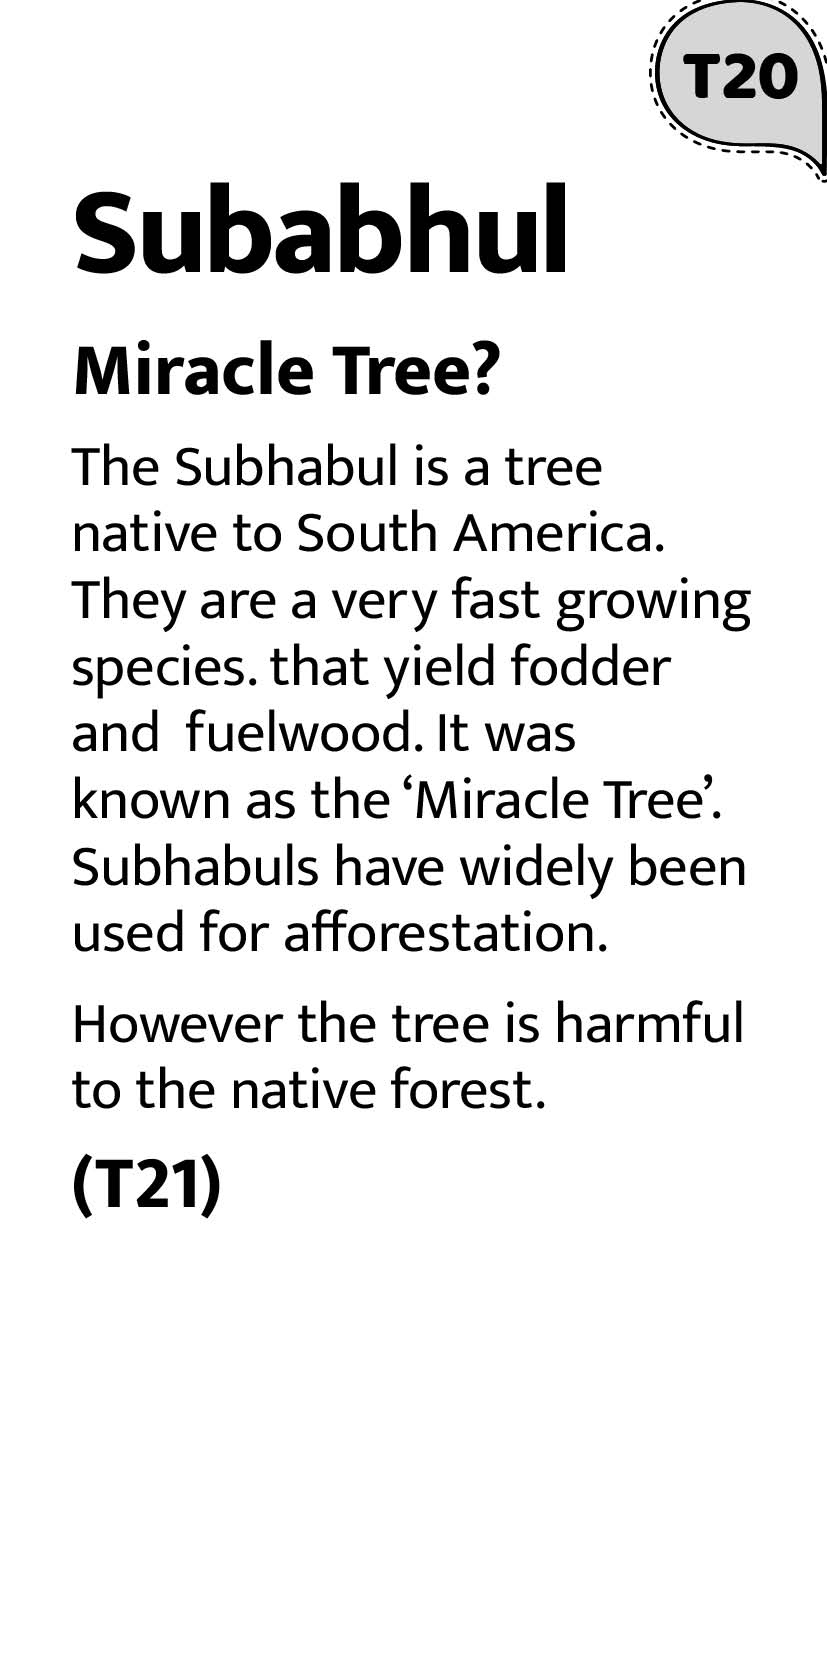 T20
Subabhul
Miracle Tree?
The Subhabul is a tree
native to South America.
They are a very fast growing
species. that yield fodder
and  fuelwood. It was
known as the ‘Miracle Tree’.
Subhabuls have widely been
used for afforestation.
However the tree is harmful
to the native forest.
(T21)